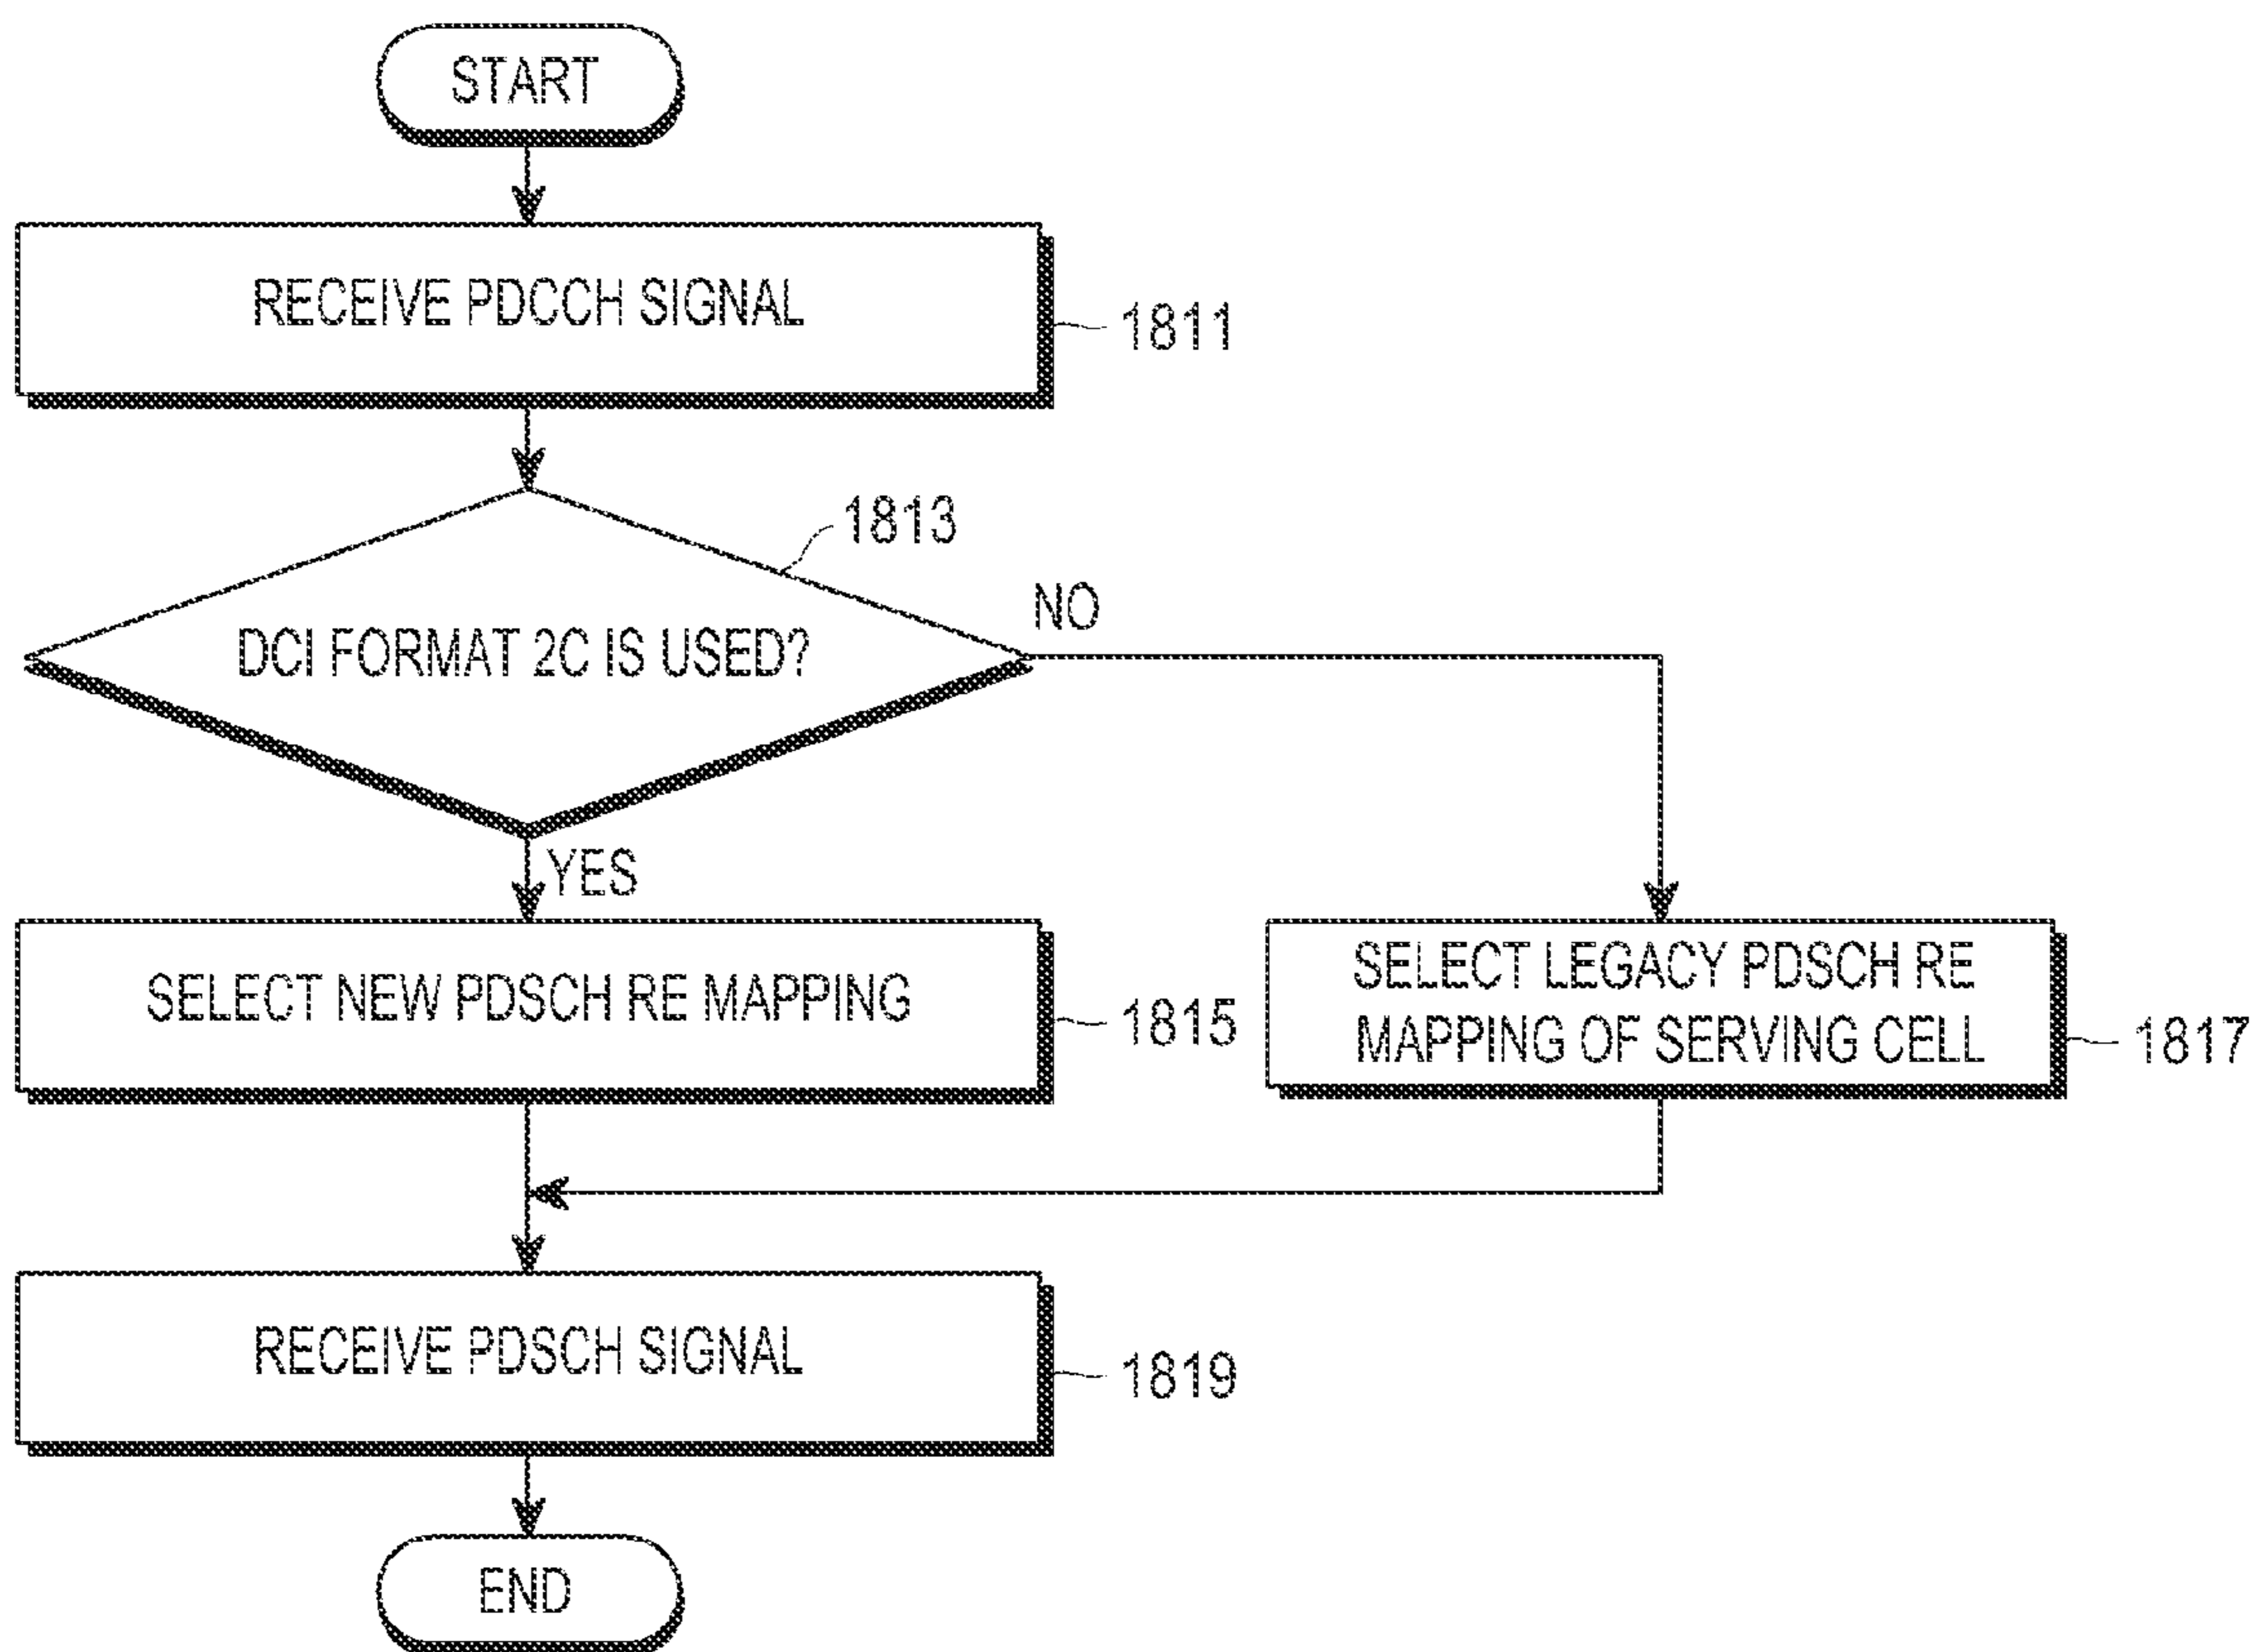 START
RECEIVE PDCCH SIGNAL
1811
1813
DCI FORMAT 2C IS USED?
NO
YES
SELECT NEW PDSCH RE MAPPING
1815
SELECT LEGACY PDSCH RE
MAPPING OF SERVING CELL
1817
RECEIVE PDSCH SIGNAL
1819
END